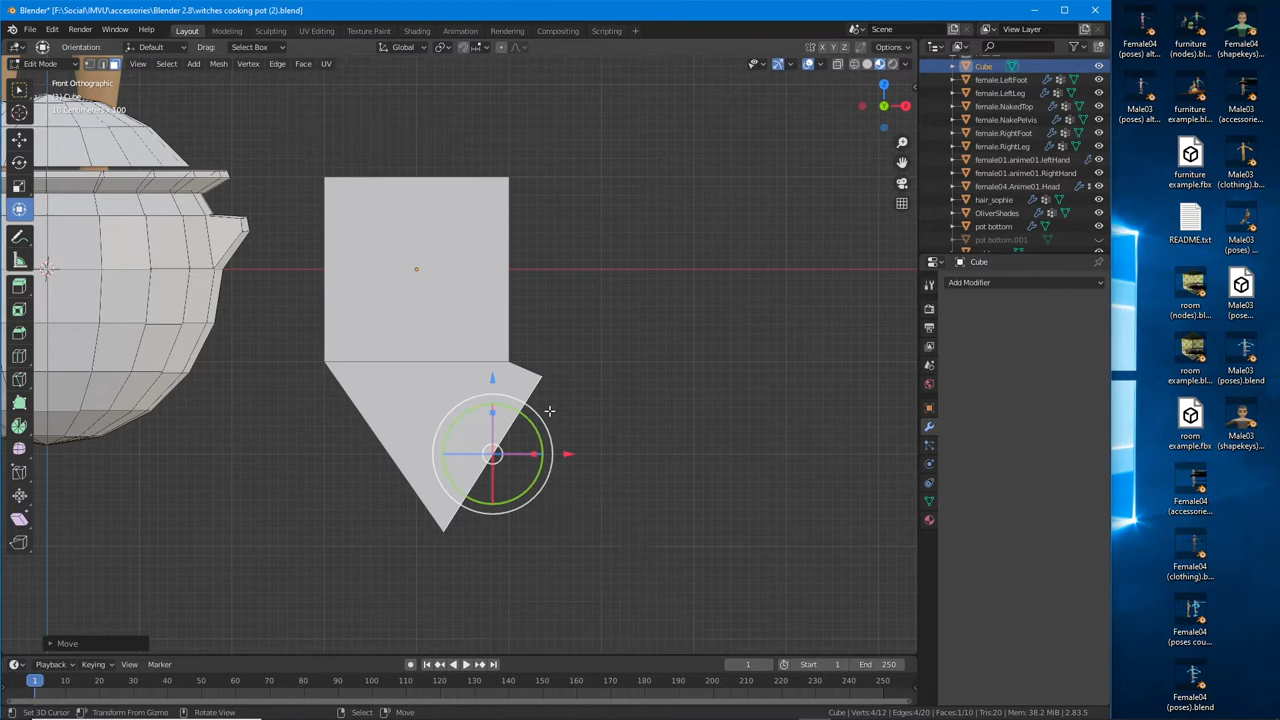 Blender* [F:\Social\IMVU\accessories\Blender 2.8\witches cooking pot (2).blend]
File Edit Render Window Help Layout Modeling Sculpting UV Editing Texture Paint Shading Animation Rendering Compositing Scripting + Scene View Layer
Orientation: Default Drag: Select Box Global X Y Z Options
Edit Mode View Select Add Mesh Vertex Edge Face UV
Front Orthographic
(1) Cube
10 Centimeters × 100
Cube
female.LeftFoot
female.LeftLeg
female.NakedTop
female.NakePelvis
female.RightFoot
female.RightLeg
female01.anime01.leftHand
female01.anime01.RightHand
female04.Anime01.Head
hair_sophie
OliverShades
pot bottom
pot bottom.001
Cube
Add Modifier
Move
Playback Keying View Marker 1 Start 1 End 250
1 10 20 30 40 50 60 70 80 90 100 110 120 130 140 150 160 170 180 190 200 210 220 230 240 250
Set 3D Cursor Transform From Gizmo Rotate View Select Move Cube | Verts:4/12 | Edges:4/20 | Faces:1/10 | Tris:20 | Mem: 38.2 MiB | 2.83.5
Female04
(poses) alt...
furniture
(nodes).bl...
Female04
(shapekeys)...
Male03
(poses) alt...
furniture
example.bl...
Male03
(accessorie...
furniture
example.fbx
Male03
(clothing).b...
README.txt
Male03
(poses) ...
room
(nodes).bl...
Male03
(pose...
room
example.bl...
Male03
(poses).bl...
room
example.fbx
Male03
(shapekeys)...
Female04
(accessorie...
Female04
(clothing).b...
Female04
(poses cou...
Female04
(poses).blend